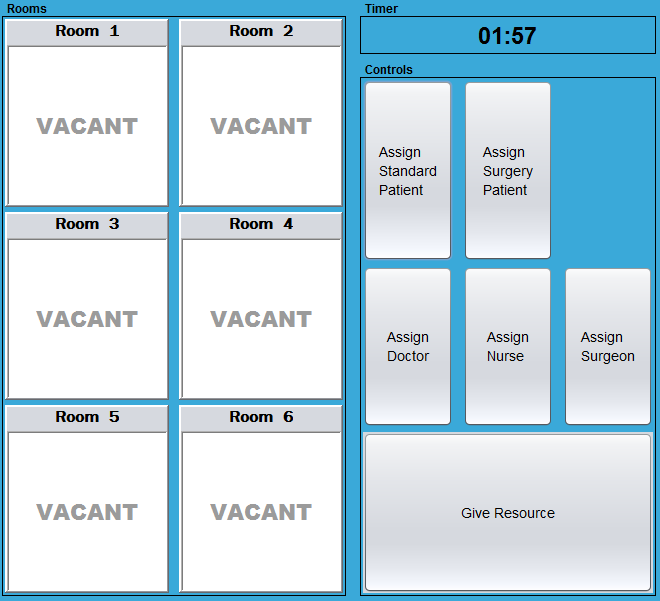 Rooms
Room 1
Room 2
VACANT
VACANT
Room 3
Room 4
VACANT
VACANT
Room 5
Room 6
VACANT
VACANT
Timer
01:57
Controls
Assign
Standard
Patient
Assign
Surgery
Patient
Assign
Doctor
Assign
Nurse
Assign
Surgeon
Give Resource